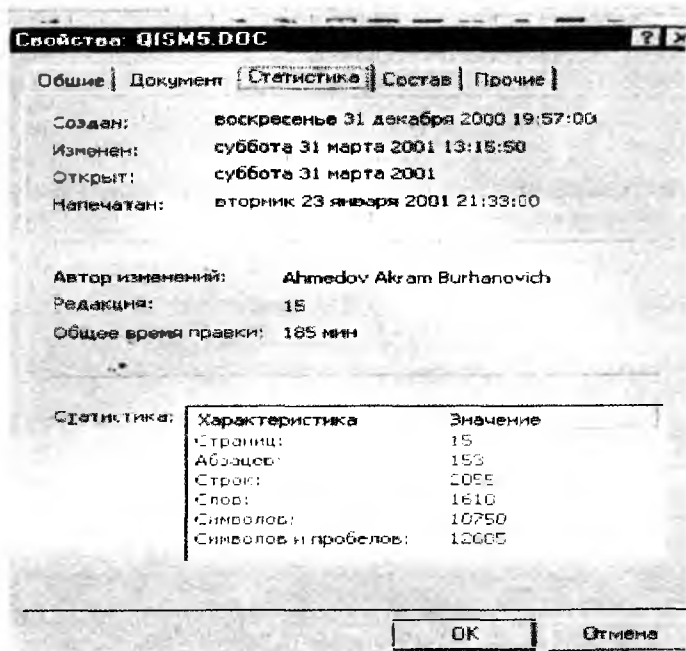 Свойства: QISM5.DOC
Общие Документ Статистика Состав Прочие
Создан: воскресенье 31 декабря 2000 19:57:00
Изменен: суббота 31 марта 2001 13:15:50
Открыт: суббота 31 марта 2001
Напечатан: вторник 23 января 2001 21:33:00
Автор изменений: Ahmedov Akram Burhanovich
Редакция: 15
Общее время правки: 185 мин
Статистика: Характеристика Значение
Страниц: 15
Абзацев: 153
Строк: 2055
Слов: 1610
Символов: 10750
Символов и пробелов:
OK Отмена